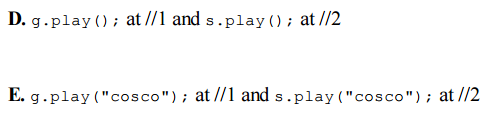 D. g.play(); at //1 and s.play(); at //2
E. g.play("cosco"); at //1 and s.play("cosco"); at //2